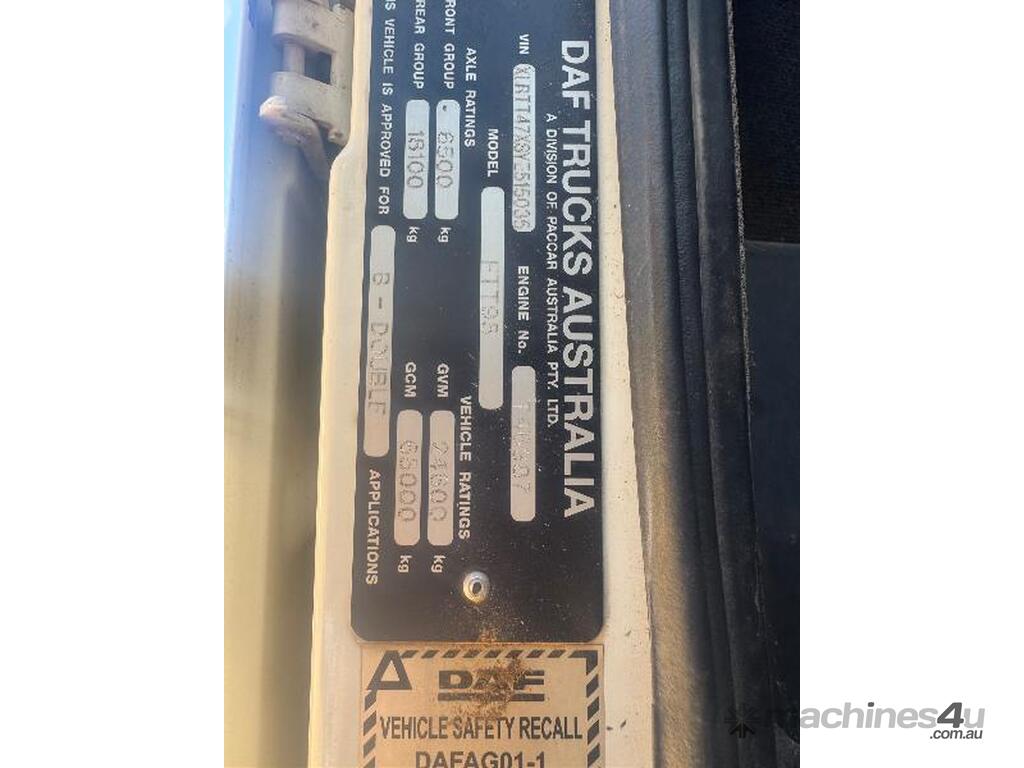 DAF TRUCKS AUSTRALIA
A DIVISION OF PACCAR AUSTRALIA PTY. LTD.
VIN ENGINE No.
MODEL FTT95
AXLE RATINGS VEHICLE RATINGS
FRONT GROUP 6500 kg GVM 24600 kg
REAR GROUP 18100 kg GCM 65000 kg
VEHICLE IS APPROVED FOR B - DOUBLE APPLICATIONS
DAF
VEHICLE SAFETY RECALL
DAFAG01-1
machines4u
.com.au